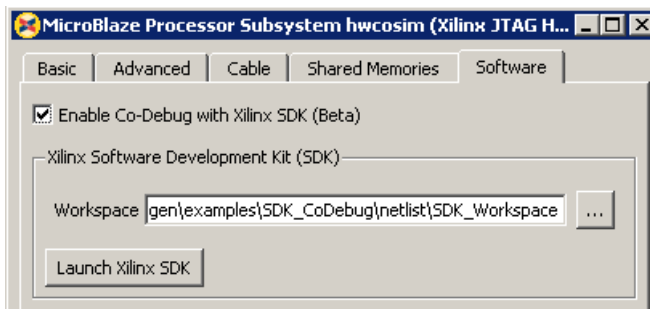 MicroBlaze Processor Subsystem hwcosim (Xilinx JTAG H...
Basic Advanced Cable Shared Memories Software
Enable Co-Debug with Xilinx SDK (Beta)
Xilinx Software Development Kit (SDK)
Workspace gen\examples\SDK_CoDebug\netlist\SDK_Workspace ...
Launch Xilinx SDK